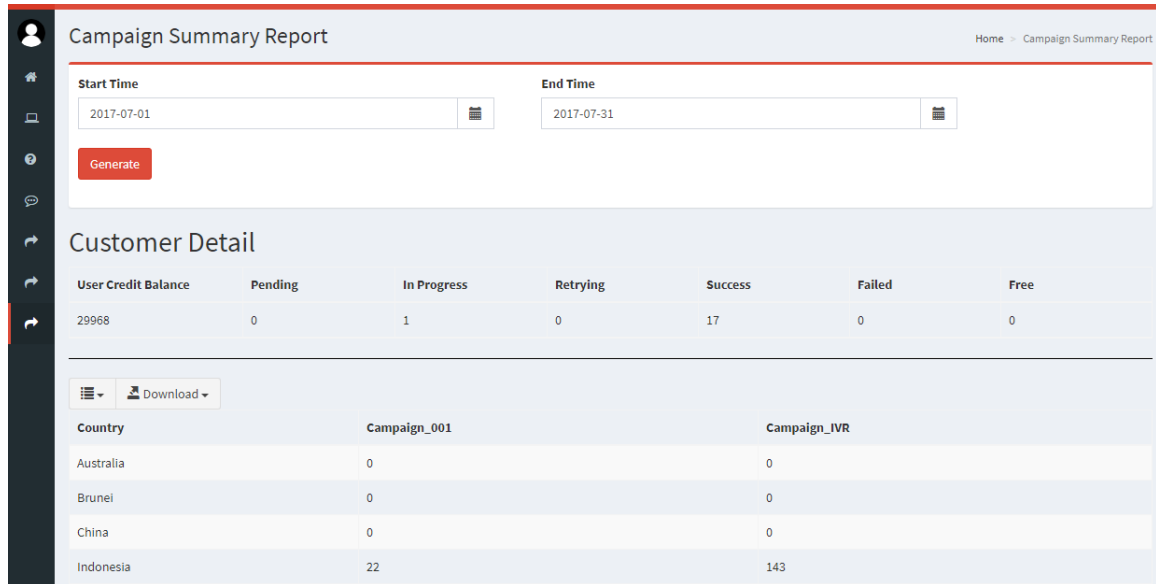 Campaign Summary Report
Home > Campaign Summary Report
Start Time End Time
2017-07-01 2017-07-31
Generate
Customer Detail
User Credit Balance Pending In Progress Retrying Success Failed Free
29968 0 1 0 17 0 0
Download
Country Campaign_001 Campaign_IVR
Australia 0 0
Brunei 0 0
China 0 0
Indonesia 22 143